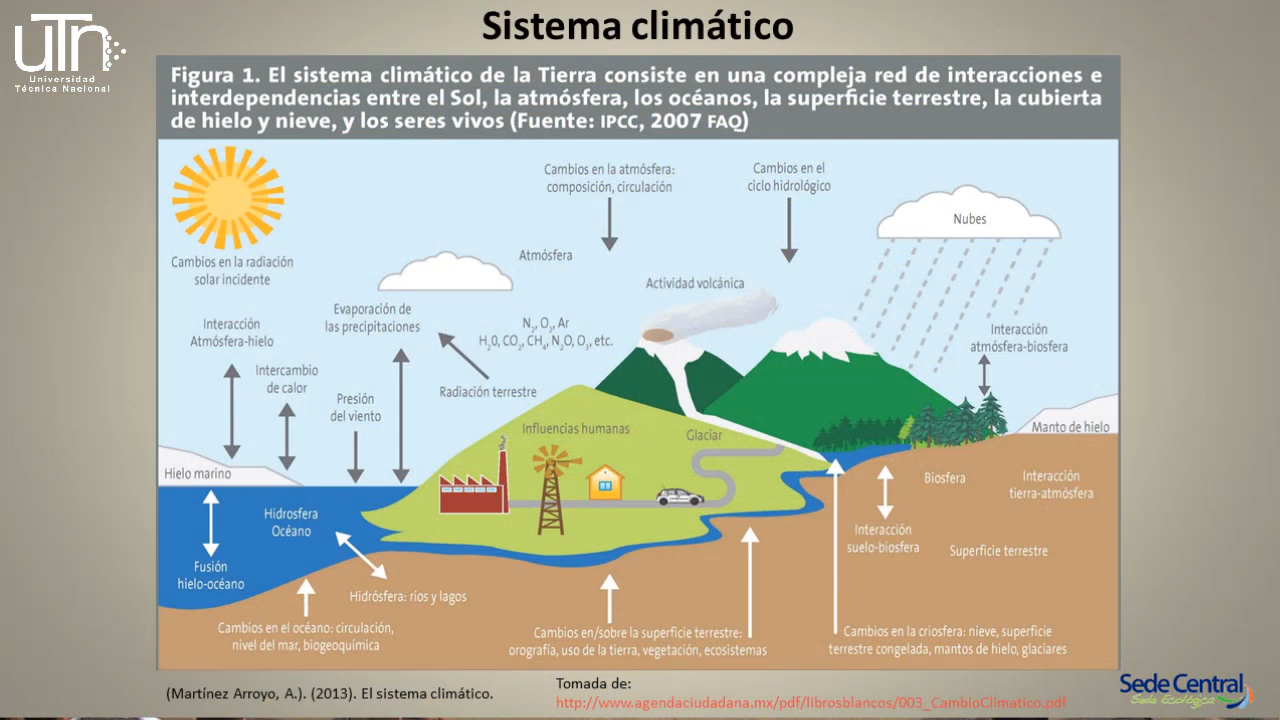 Sistema climático
uTn
Universidad
Técnica Nacional
Figura 1. El sistema climático de la Tierra consiste en una compleja red de interacciones e
interdependencias entre el Sol, la atmósfera, los océanos, la superficie terrestre, la cubierta
de hielo y nieve, y los seres vivos (Fuente: IPCC, 2007 FAQ)
Cambios en la atmósfera:
composición, circulación
Cambios en el
ciclo hidrológico
Nubes
Cambios en la radiación
solar incidente
Atmósfera
Actividad volcánica
Evaporación de
las precipitaciones
Interacción
Atmósfera-hielo
N₂, O₂, Ar
H₂O, CO₂, CH₄, N₂O, O₃, etc.
Interacción
atmósfera-biosfera
Intercambio
de calor
Presión
del viento
Radiación terrestre
Influencias humanas
Glaciar
Manto de hielo
Hielo marino
Biosfera
Interacción
tierra-atmósfera
Hidrosfera
Océano
Interacción
suelo-biosfera
Superficie terrestre
Fusión
hielo-océano
Hidrósfera: ríos y lagos
Cambios en el océano: circulación,
nivel del mar, biogeoquímica
Cambios en/sobre la superficie terrestre:
orografía, uso de la tierra, vegetación, ecosistemas
Cambios en la criosfera: nieve, superficie
terrestre congelada, mantos de hielo, glaciares
(Martínez Arroyo, A.). (2013). El sistema climático.
Tomada de:
http://www.agendaciudadana.mx/pdf/librosblancos/003_CambioClimatico.pdf
Sede Central
Sede Ecológica